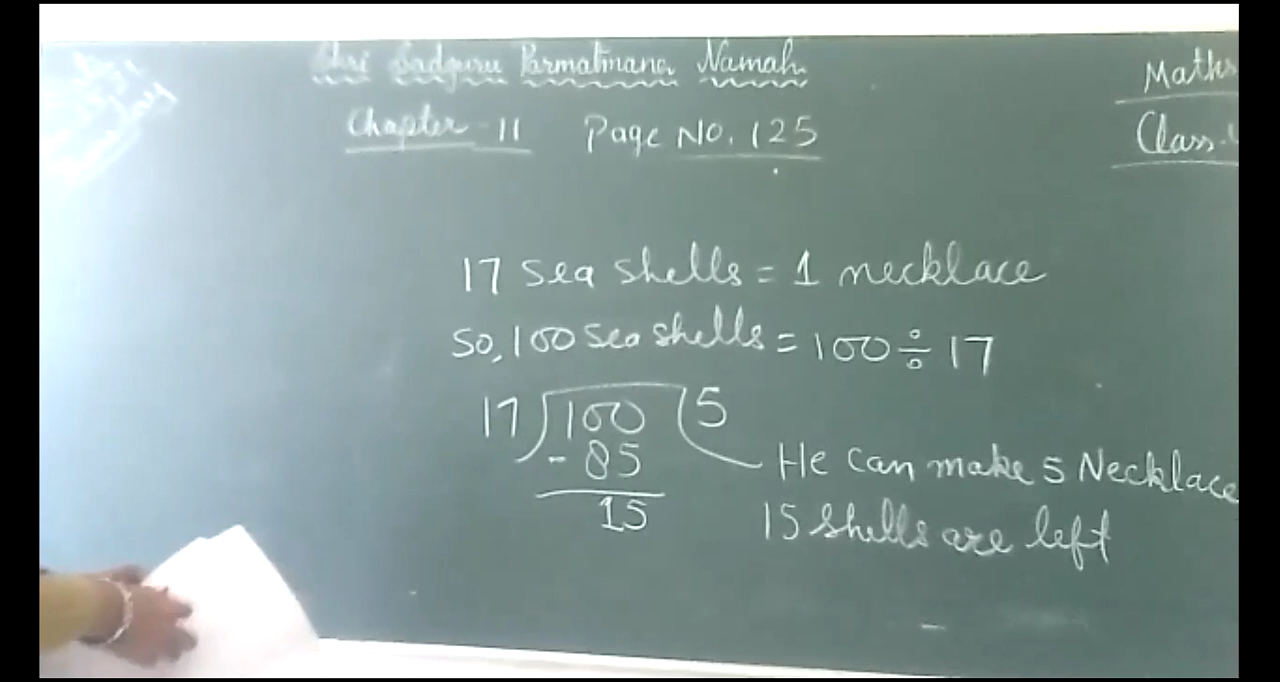 Shri Sadguru Parmatmane Namah
Maths
Chapter - 11 Page No. 125
Class-
17 sea shells = 1 necklace
So, 100 sea shells = 100 ÷ 17
17 ) 100 ( 5
- 85
15
He can make 5 Necklace
15 shells are left